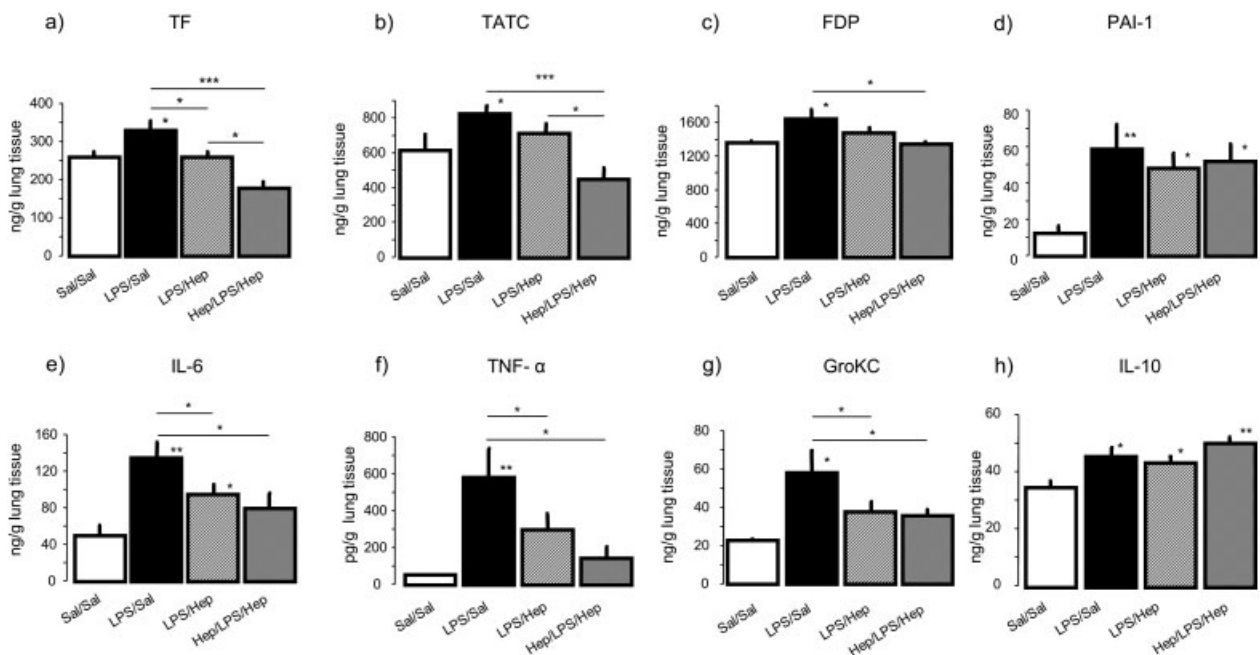 a) TF
b) TATC
c) FDP
d) PAI-1
***
*
*
*
400
300
200
100
0
ng/g lung tissue
Sal/Sal
LPS/Sal
LPS/Hep
Hep/LPS/Hep
***
*
*
800
600
400
200
0
ng/g lung tissue
Sal/Sal
LPS/Sal
LPS/Hep
Hep/LPS/Hep
*
*
1600
1200
800
400
0
ng/g lung tissue
Sal/Sal
LPS/Sal
LPS/Hep
Hep/LPS/Hep
80
60
40
20
0
**
*
*
ng/g lung tissue
Sal/Sal
LPS/Sal
LPS/Hep
Hep/LPS/Hep
e) IL-6
f) TNF- α
g) GroKC
h) IL-10
*
*
**
*
160
120
80
40
0
ng/g lung tissue
Sal/Sal
LPS/Sal
LPS/Hep
Hep/LPS/Hep
*
*
**
800
600
400
200
0
pg/g lung tissue
Sal/Sal
LPS/Sal
LPS/Hep
Hep/LPS/Hep
*
*
*
80
60
40
20
0
ng/g lung tissue
Sal/Sal
LPS/Sal
LPS/Hep
Hep/LPS/Hep
60
40
20
0
*
*
**
ng/g lung tissue
Sal/Sal
LPS/Sal
LPS/Hep
Hep/LPS/Hep